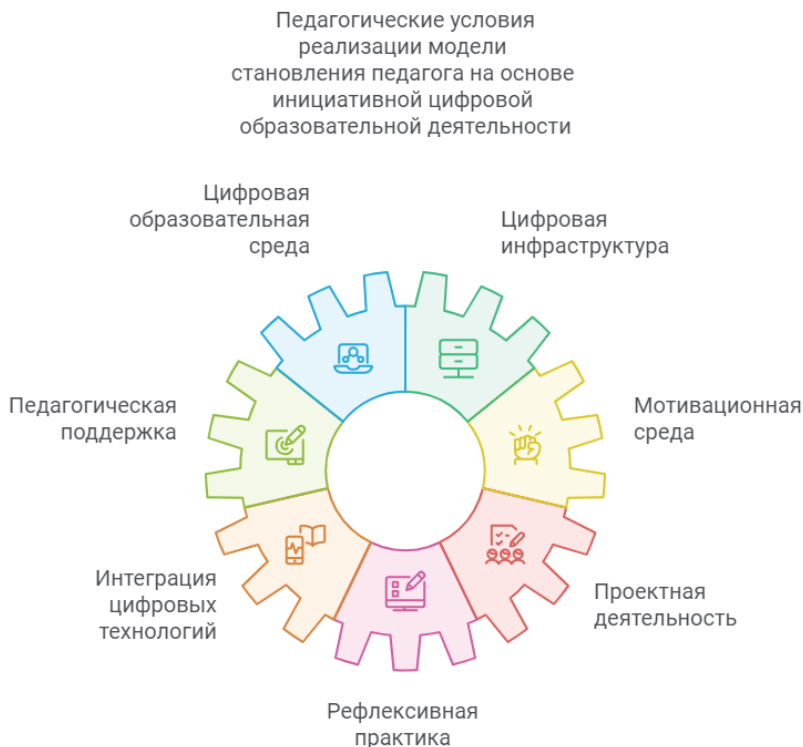 Педагогические условия
реализации модели
становления педагога на основе
инициативной цифровой
образовательной деятельности
Цифровая
образовательная
среда
Цифровая
инфраструктура
Педагогическая
поддержка
Мотивационная
среда
Интеграция
цифровых
технологий
Проектная
деятельность
Рефлексивная
практика